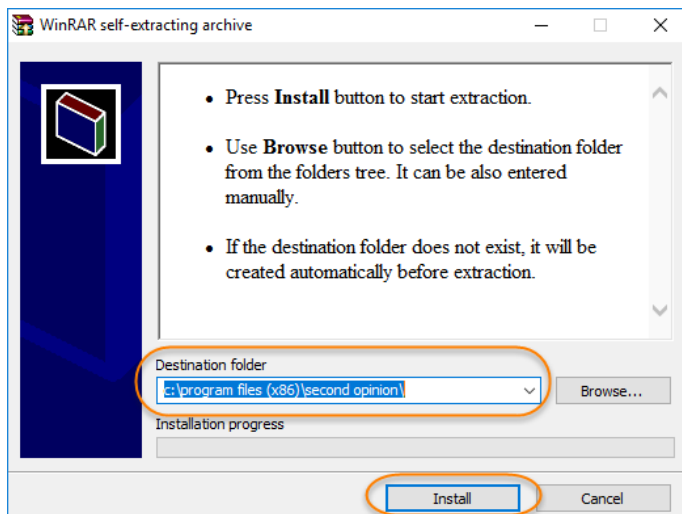 WinRAR self-extracting archive
• Press Install button to start extraction.
• Use Browse button to select the destination folder
from the folders tree. It can be also entered
manually.
• If the destination folder does not exist, it will be
created automatically before extraction.
Destination folder
c:\program files (x86)\second opinion\
Browse...
Installation progress
Install
Cancel